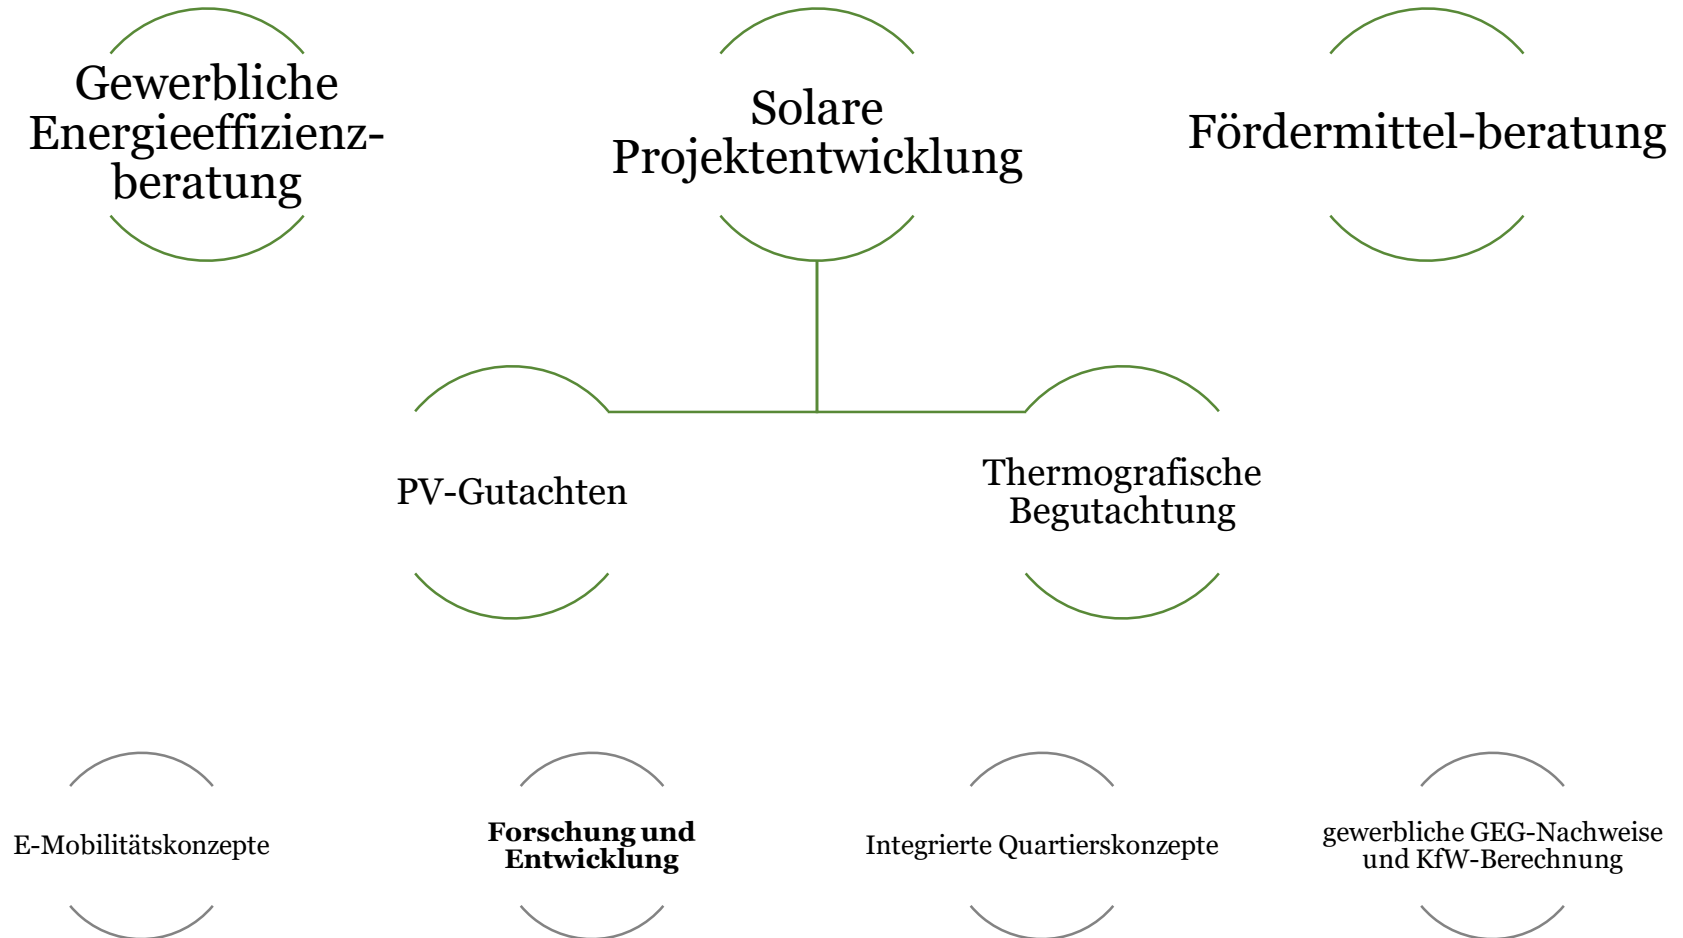 Gewerbliche
Energieeffizienz-
beratung
Solare
Projektentwicklung
Fördermittel-beratung
PV-Gutachten
Thermografische
Begutachtung
E-Mobilitätskonzepte
Forschung und
Entwicklung
Integrierte Quartierskonzepte
gewerbliche GEG-Nachweise
und KfW-Berechnung